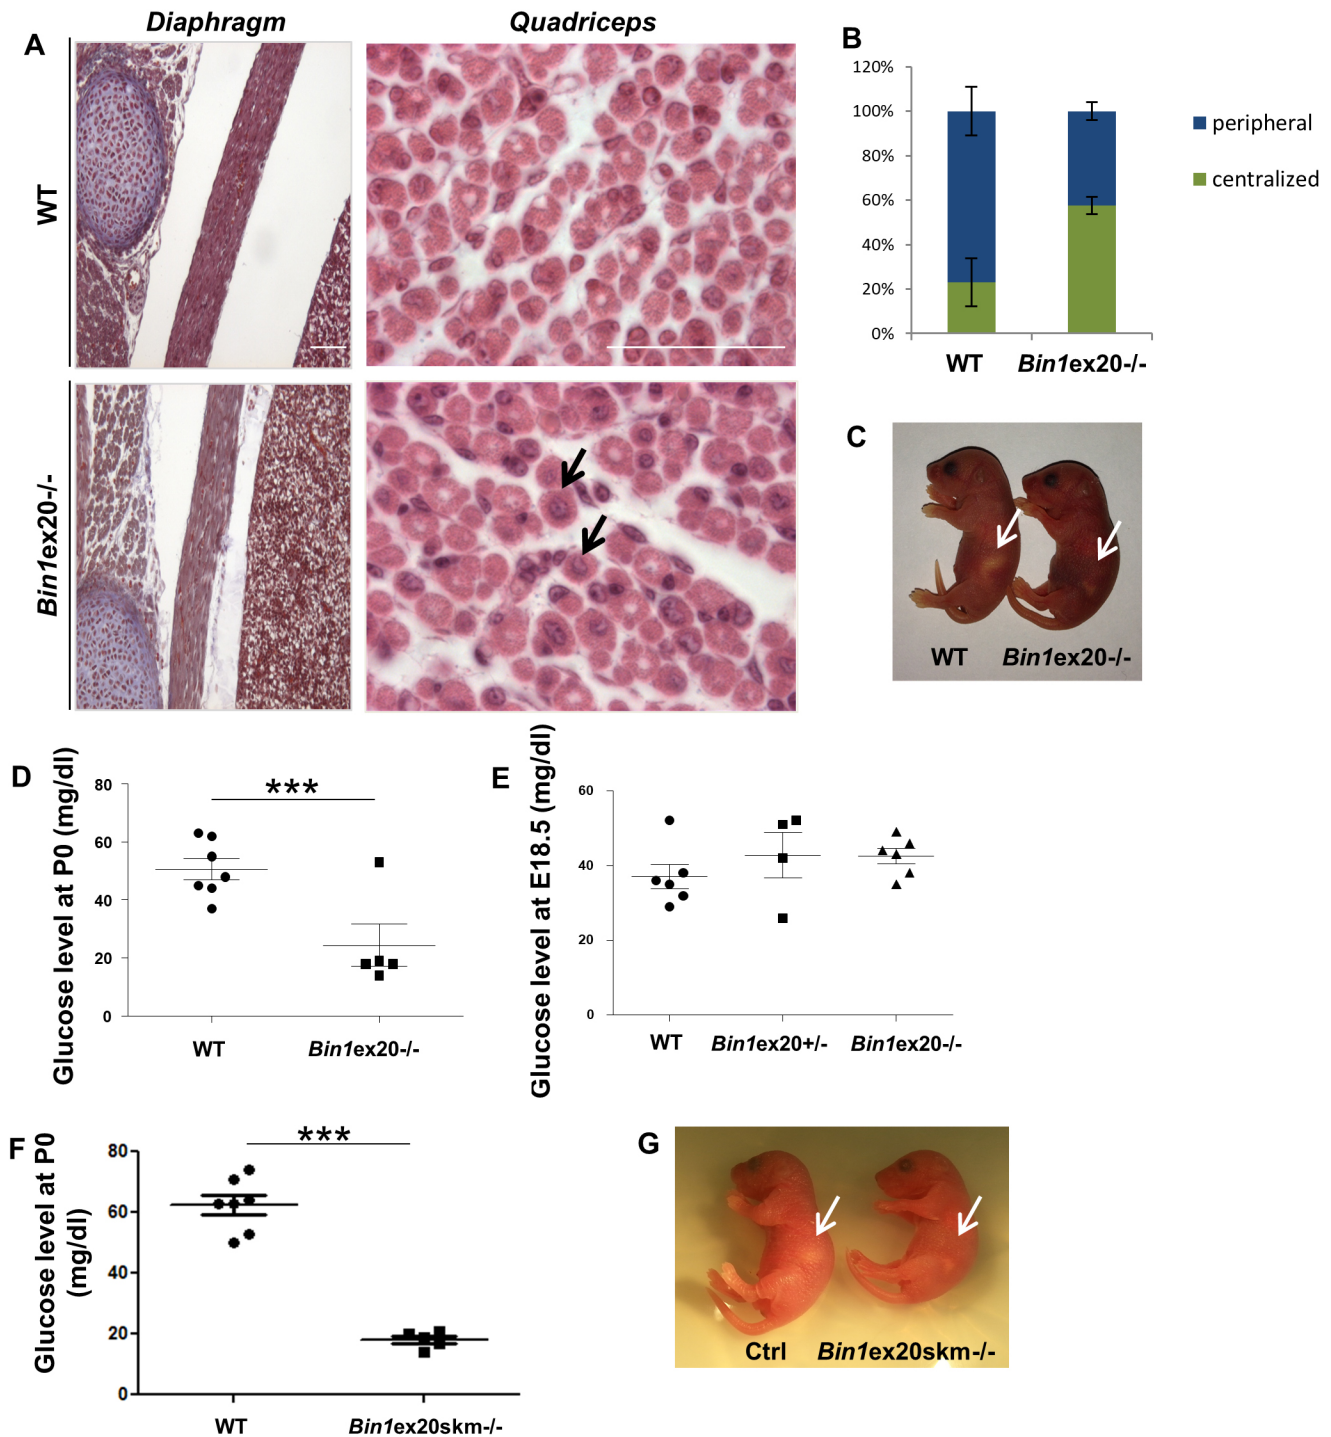 A
Diaphragm
Quadriceps
WT
Bin1ex20-/-
B
120%
100%
80%
60%
40%
20%
0%
WT
Bin1ex20-/-
peripheral
centralized
C
WT
Bin1ex20-/-
D
Glucose level at P0 (mg/dl)
80
60
40
20
0
***
WT
Bin1ex20-/-
E
Glucose level at E18.5 (mg/dl)
60
40
20
0
WT
Bin1ex20+/-
Bin1ex20-/-
F
Glucose level at P0
(mg/dl)
80
60
40
20
0
***
WT
Bin1ex20skm-/-
G
Ctrl
Bin1ex20skm-/-